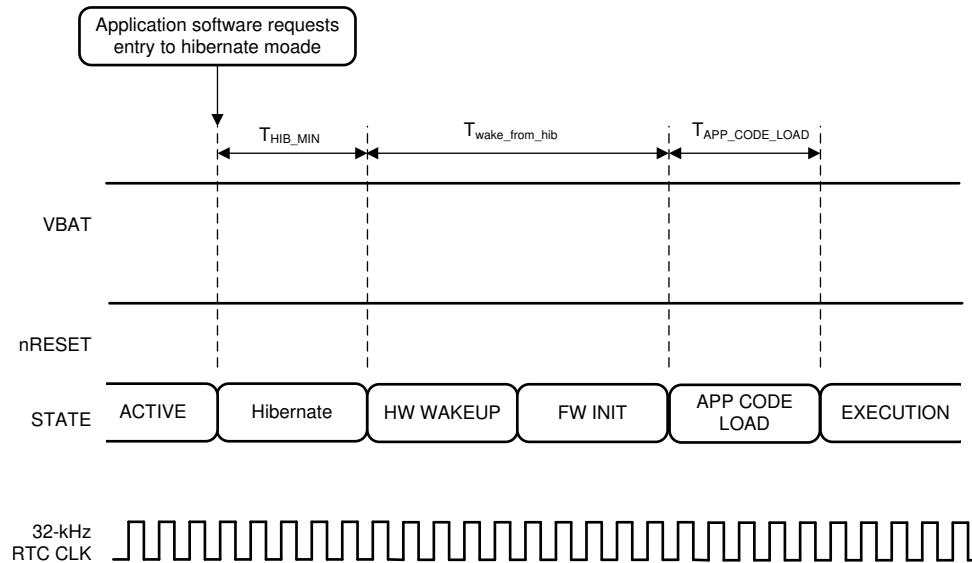 Application software requests
entry to hibernate moade
THIB_MIN
Twake_from_hib
TAPP_CODE_LOAD
VBAT
nRESET
STATE
ACTIVE
Hibernate
HW WAKEUP
FW INIT
APP CODE
LOAD
EXECUTION
32-kHz
RTC CLK